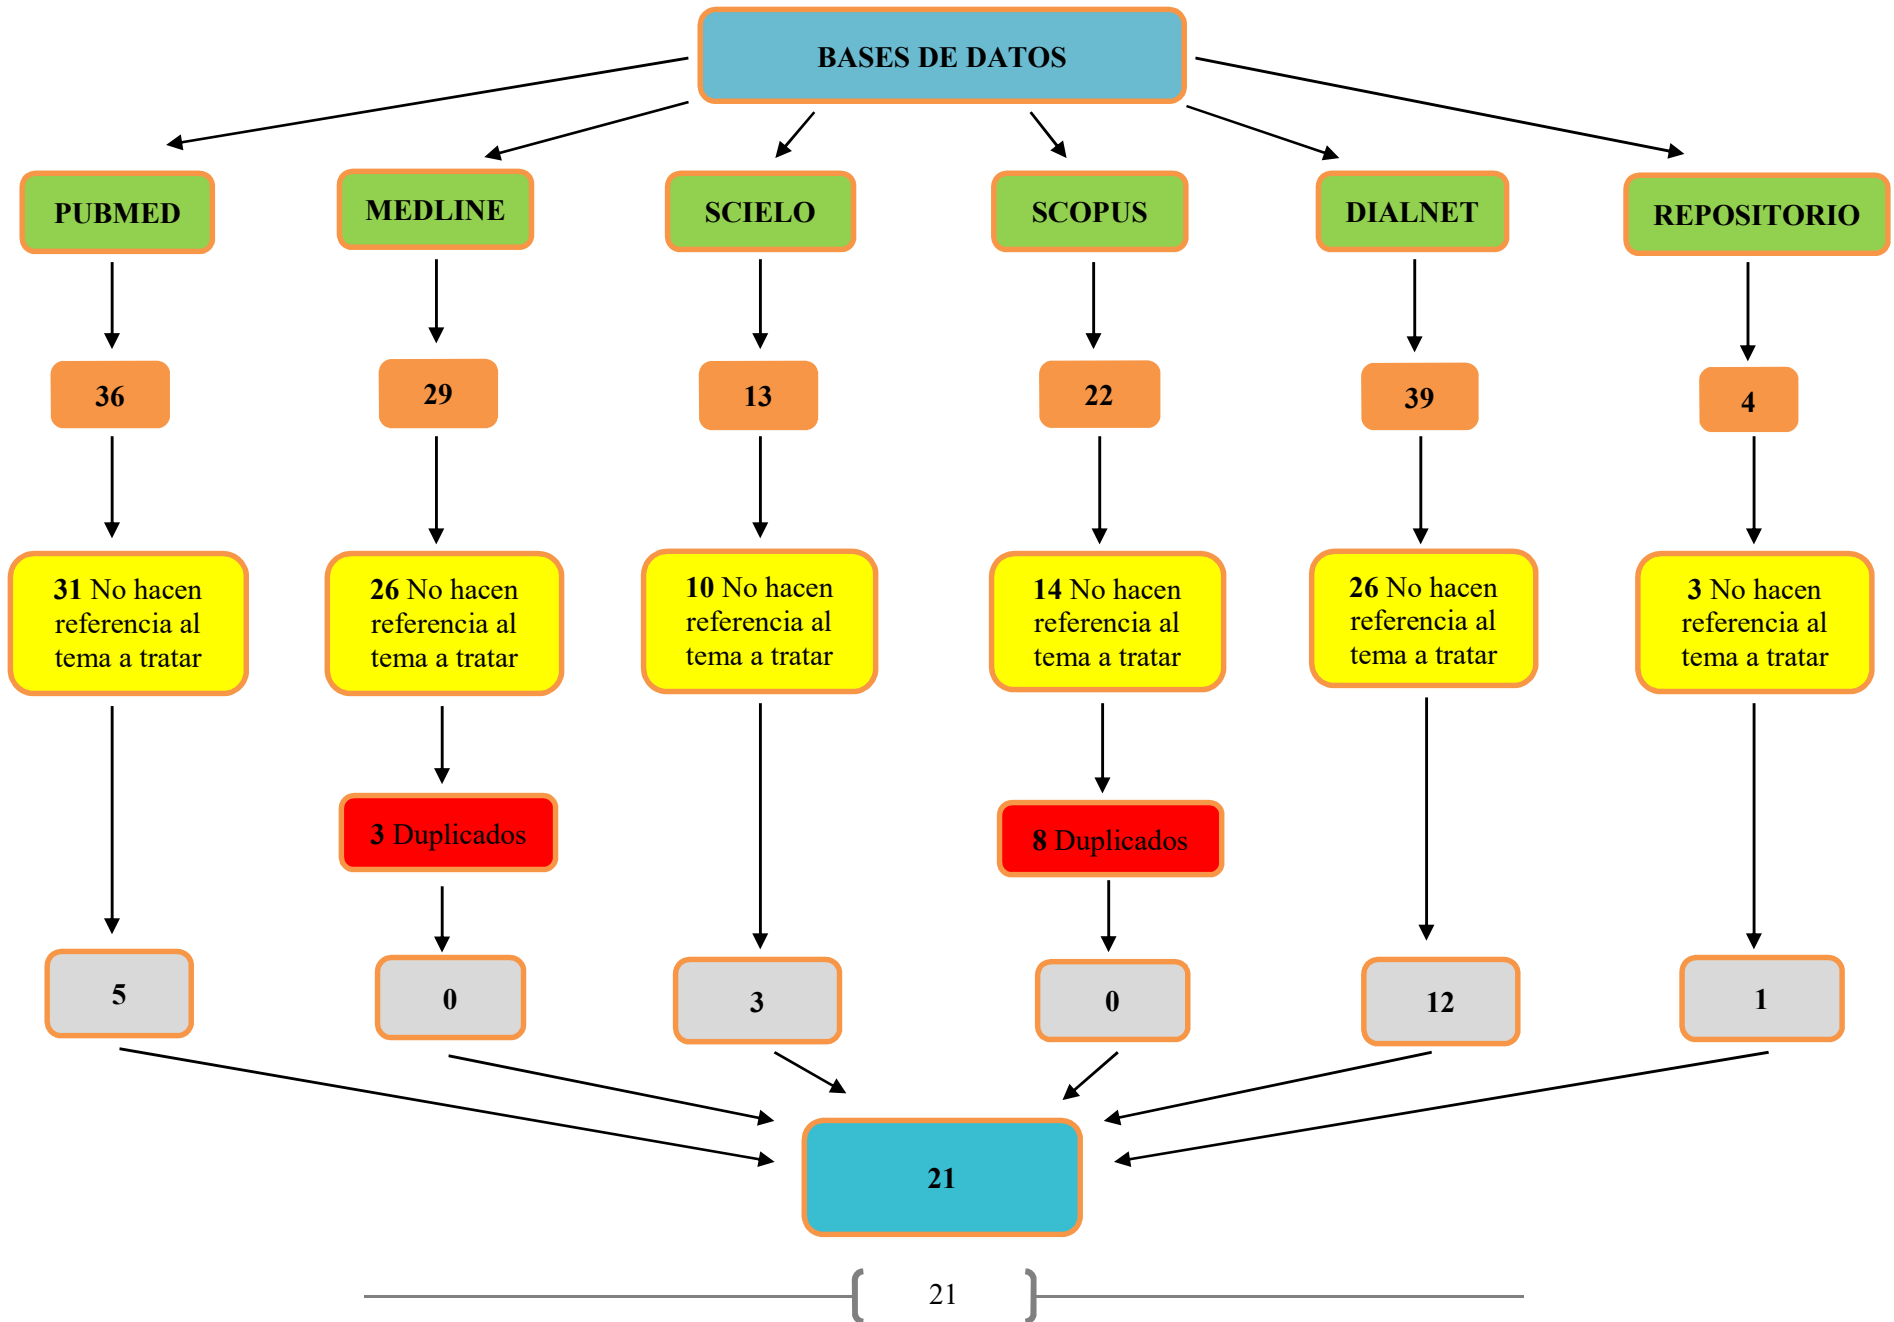 BASES DE DATOS
PUBMED
MEDLINE
SCIELO
SCOPUS
DIALNET
REPOSITORIO
36
29
13
22
39
4
31 No hacen
referencia al
tema a tratar
26 No hacen
referencia al
tema a tratar
10 No hacen
referencia al
tema a tratar
14 No hacen
referencia al
tema a tratar
26 No hacen
referencia al
tema a tratar
3 No hacen
referencia al
tema a tratar
3 Duplicados
8 Duplicados
5
0
3
0
12
1
21
21